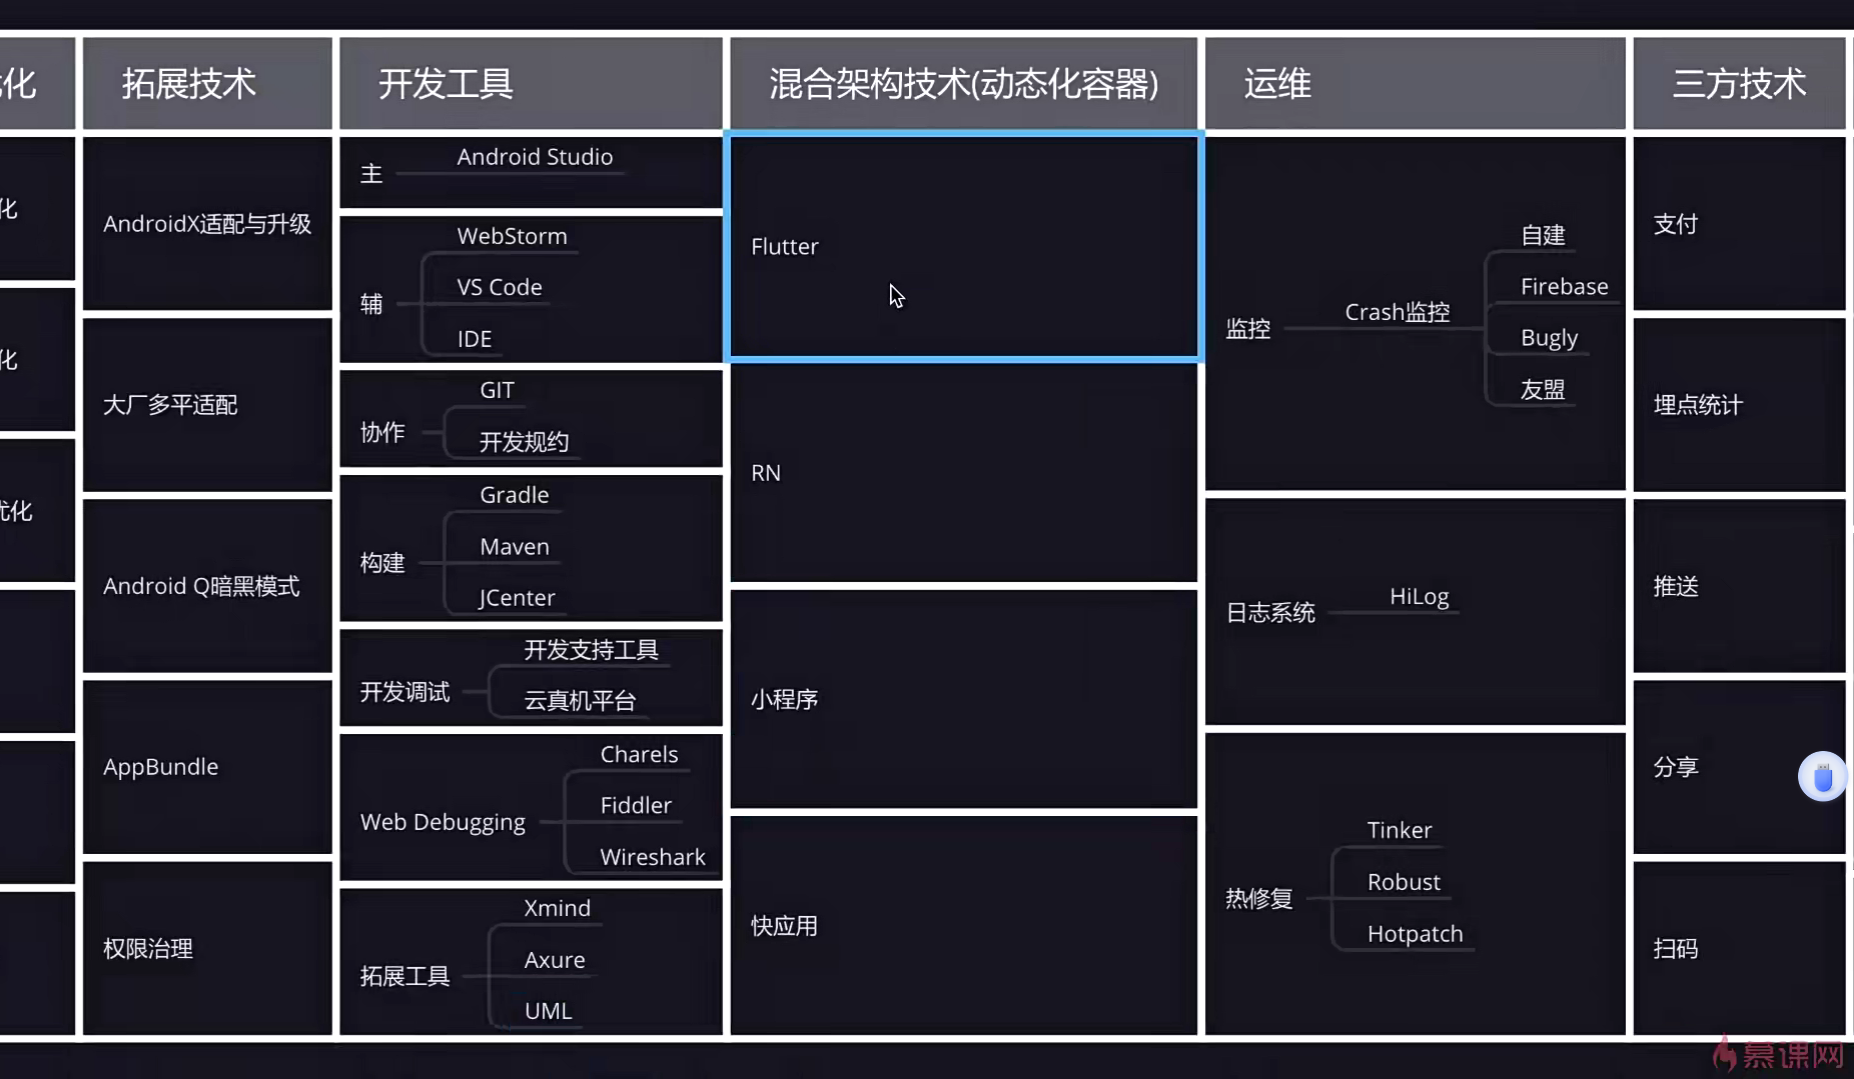 化
拓展技术
开发工具
混合架构技术(动态化容器)
运维
三方技术
化
化
优化
AndroidX适配与升级
大厂多平适配
Android Q暗黑模式
AppBundle
权限治理
主
Android Studio
辅
WebStorm
VS Code
IDE
协作
GIT
开发规约
构建
Gradle
Maven
JCenter
开发调试
开发支持工具
云真机平台
Web Debugging
Charels
Fiddler
Wireshark
拓展工具
Xmind
Axure
UML
Flutter
RN
小程序
快应用
监控
Crash监控
自建
Firebase
Bugly
友盟
日志系统
HiLog
热修复
Tinker
Robust
Hotpatch
支付
埋点统计
推送
分享
扫码
慕课网